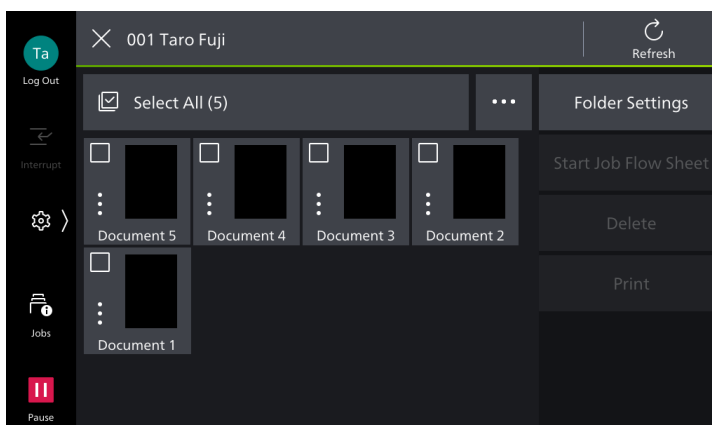 Ta
Log Out
Interrupt
Jobs
Pause
001 Taro Fuji
Refresh
Select All (5)
Folder Settings
Start Job Flow Sheet
Delete
Print
Document 5
Document 4
Document 3
Document 2
Document 1